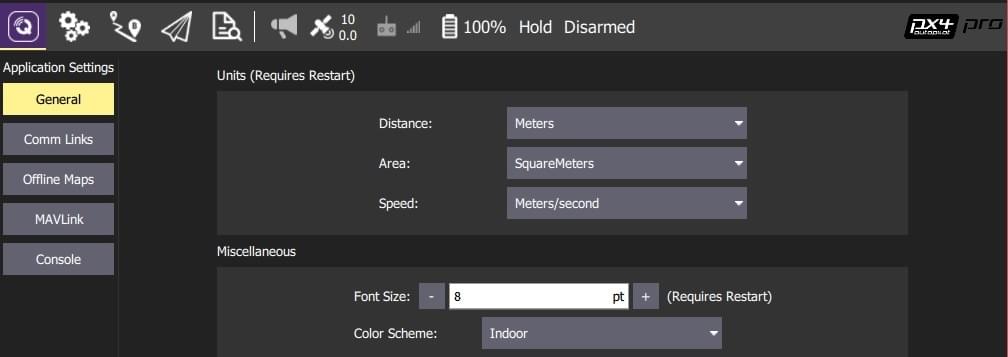 10
0.0
100% Hold Disarmed
px4 pro
autopilot
Application Settings
General
Comm Links
Offline Maps
MAVLink
Console
Units (Requires Restart)
Distance: Meters
Area: SquareMeters
Speed: Meters/second
Miscellaneous
Font Size: - 8 pt + (Requires Restart)
Color Scheme: Indoor